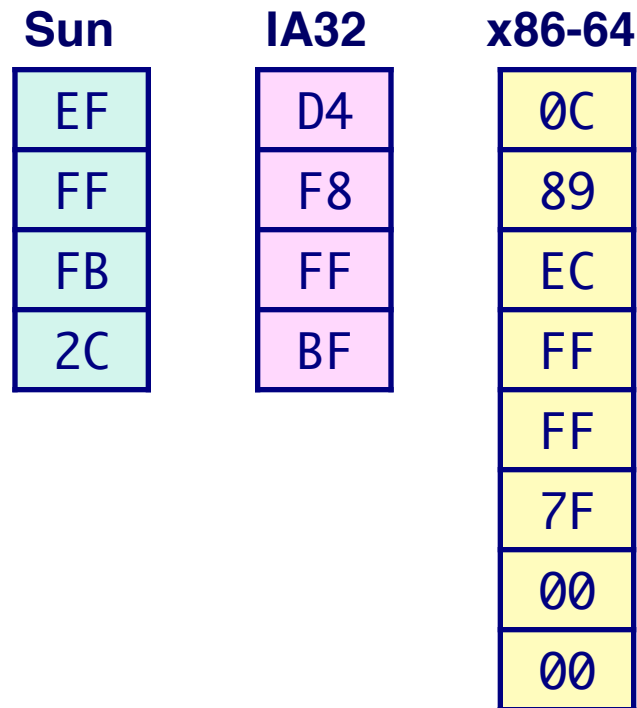 Sun IA32 x86-64
EF D4 0C
FF F8 89
FB FF EC
2C BF FF
FF
7F
00
00